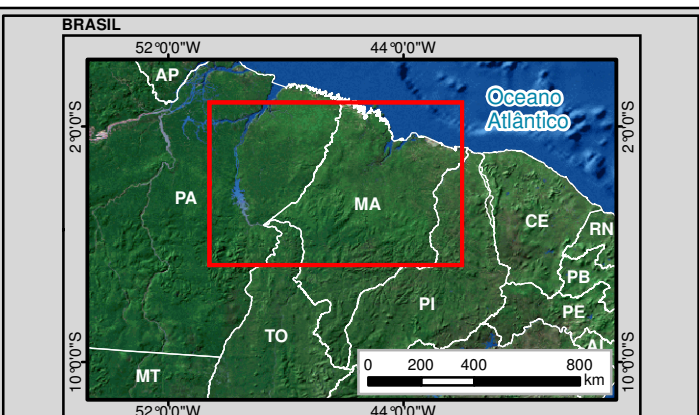 BRASIL
52°0'0"W 44°0'0"W
AP
Oceano
Atlântico
2°0'0"S
2°0'0"S
PA
MA
CE
RN
PB
PI
PE
TO
AL
MT
0 200 400 800
km
10°0'0"S
10°0'0"S
52°0'0"W 44°0'0"W